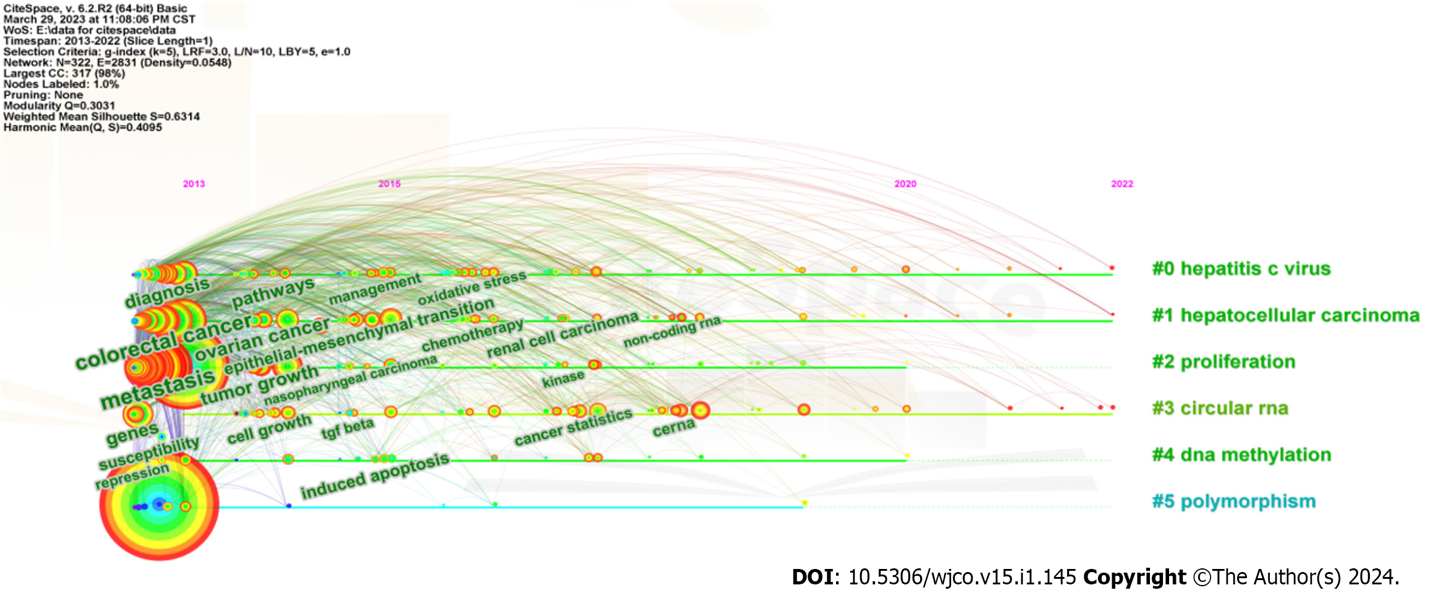 CiteSpace, v. 6.2.R2 (64-bit) Basic
March 29, 2023 at 11:08:06 PM CST
WoS: E:\data for citespace\data
Timespan: 2013-2022 (Slice Length=1)
Selection Criteria: g-index (k=5), LRF=3.0, L/N=10, LBY=5, e=1.0
Network: N=322, E=2831 (Density=0.0548)
Largest CC: 317 (98%)
Nodes Labeled: 1.0%
Pruning: None
Modularity Q=0.3031
Weighted Mean Silhouette S=0.6314
Harmonic Mean(Q, S)=0.4095
2013
2015
2020
2022
#0 hepatitis c virus
diagnosis
pathways
management
oxidative stress
#1 hepatocellular carcinoma
colorectal cancer
ovarian cancer
epithelial-mesenchymal transition
chemotherapy
renal cell carcinoma
non-coding rna
#2 proliferation
metastasis
tumor growth
nasopharyngeal carcinoma
kinase
#3 circular rna
genes
cell growth
tgf beta
cancer statistics
cerna
#4 dna methylation
susceptibility
repression
induced apoptosis
#5 polymorphism
DOI: 10.5306/wjco.v15.i1.145 Copyright ©The Author(s) 2024.